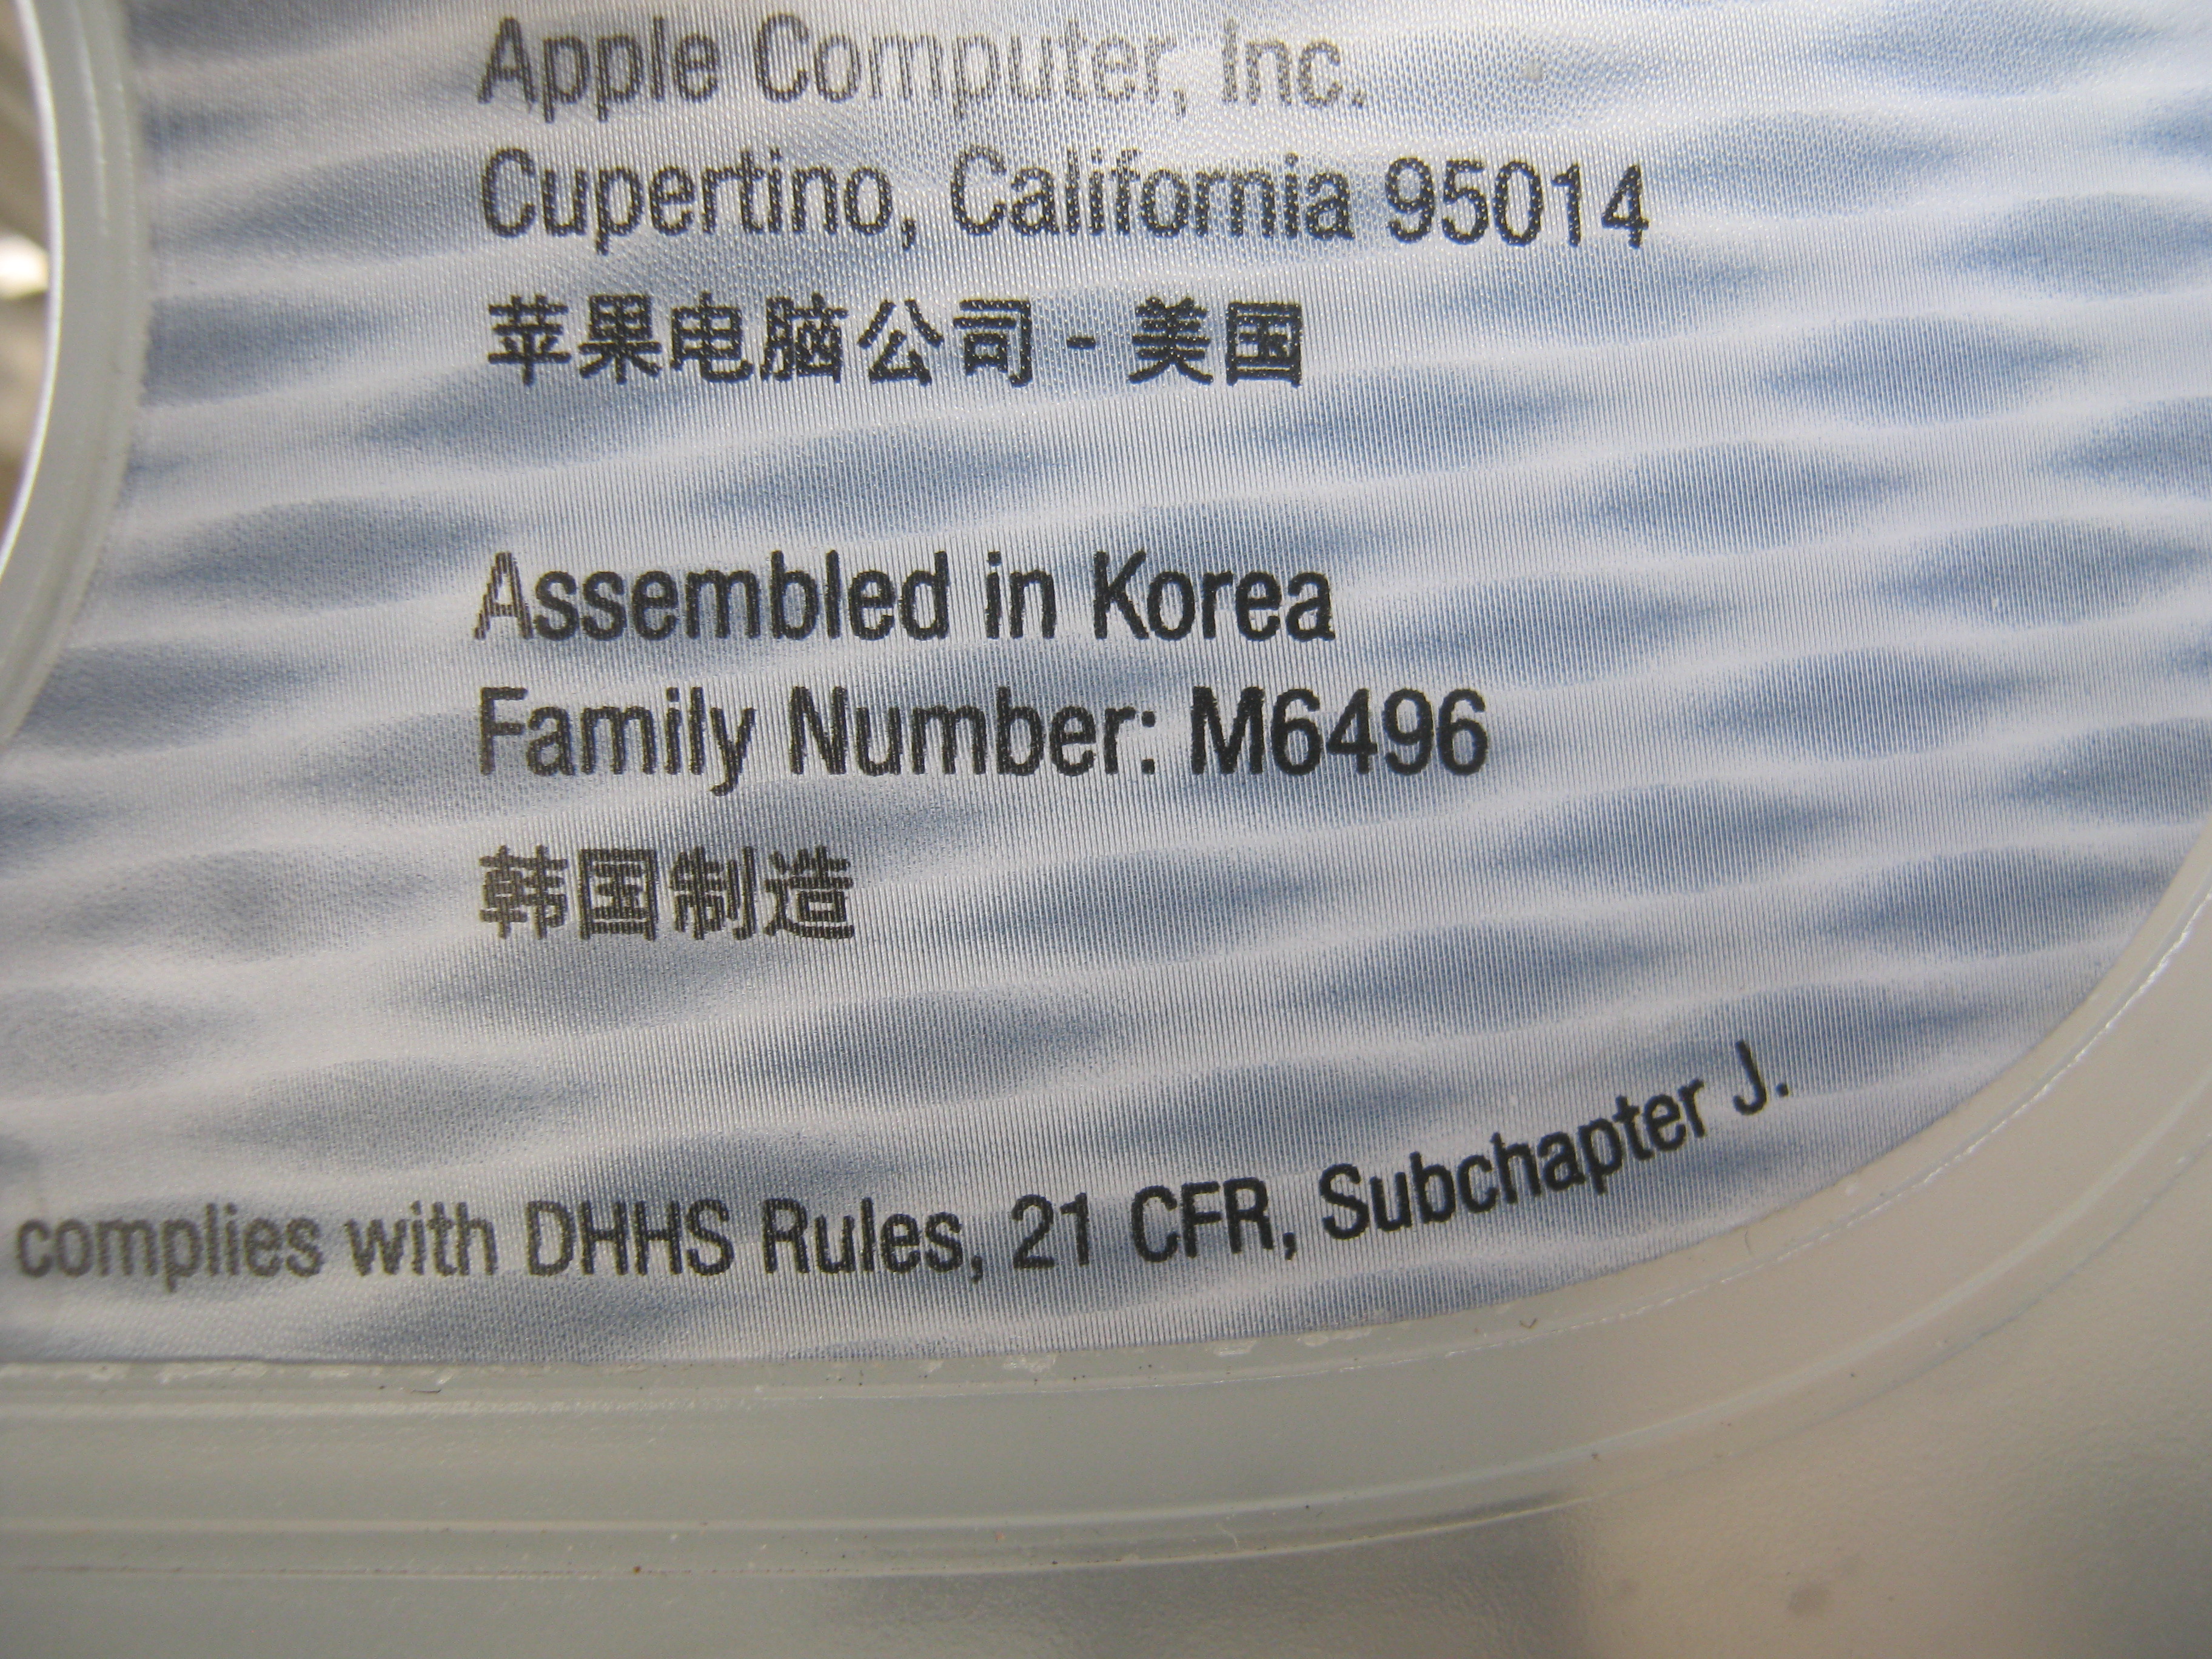 Apple Computer, Inc.
Cupertino, California 95014
苹果电脑公司 - 美国
Assembled in Korea
Family Number: M6496
韩国制造
complies with DHHS Rules, 21 CFR, Subchapter J.